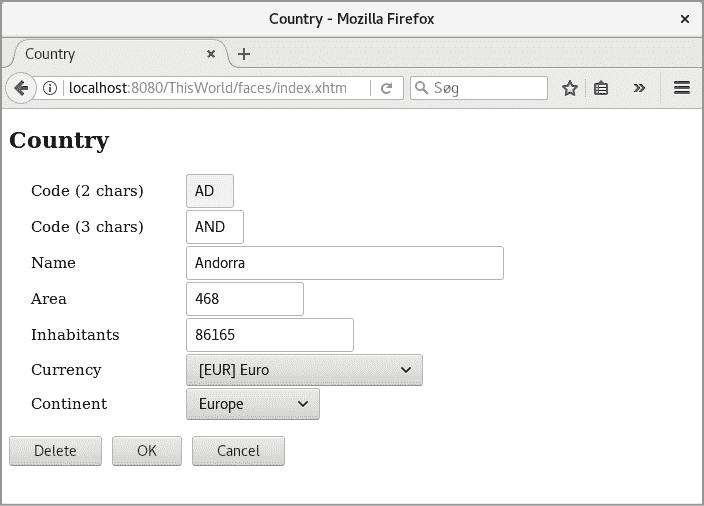 Country - Mozilla Firefox
Country
localhost:8080/ThisWorld/faces/index.xhtm
Søg
Country
Code (2 chars) AD
Code (3 chars) AND
Name Andorra
Area 468
Inhabitants 86165
Currency [EUR] Euro
Continent Europe
Delete OK Cancel